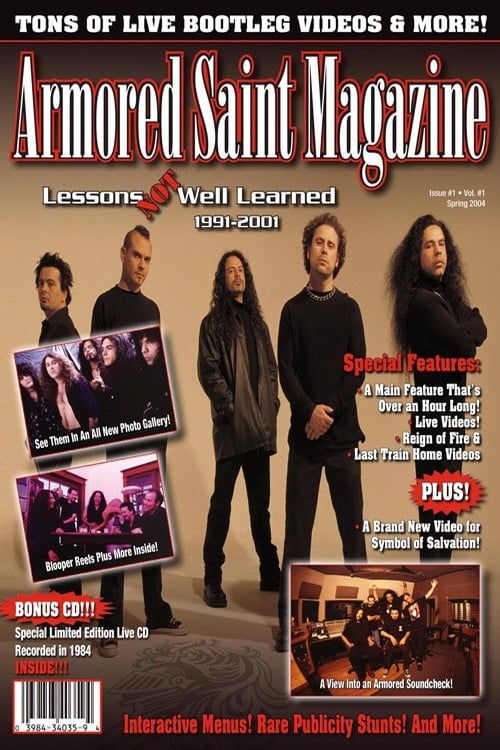 TONS OF LIVE BOOTLEG VIDEOS & MORE!
Armored Saint Magazine
Lessons NOT Well Learned
1991-2001
Issue #1 • Vol. #1
Spring 2004
See Them In An All New Photo Gallery!
Special Features:
• A Main Feature That's
Over an Hour Long!
• Live Videos!
• Reign of Fire &
Last Train Home Videos
PLUS!
• A Brand New Video for
Symbol of Salvation!
Blooper Reels Plus More Inside!
BONUS CD!!!
Special Limited Edition Live CD
Recorded in 1984
INSIDE!!!
A View Into an Armored Soundcheck!
0 3984-34035-9 4
Interactive Menus! Rare Publicity Stunts! And More!